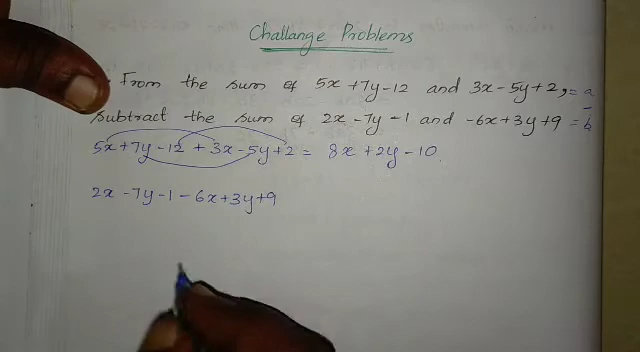 Challange Problems
From the sum of 5x+7y-12 and 3x-5y+2, = a
subtract the sum of 2x-7y-1 and -6x+3y+9 = b
5x+7y-12+3x-5y+2 = 8x+2y-10.
2x-7y-1-6x+3y+9